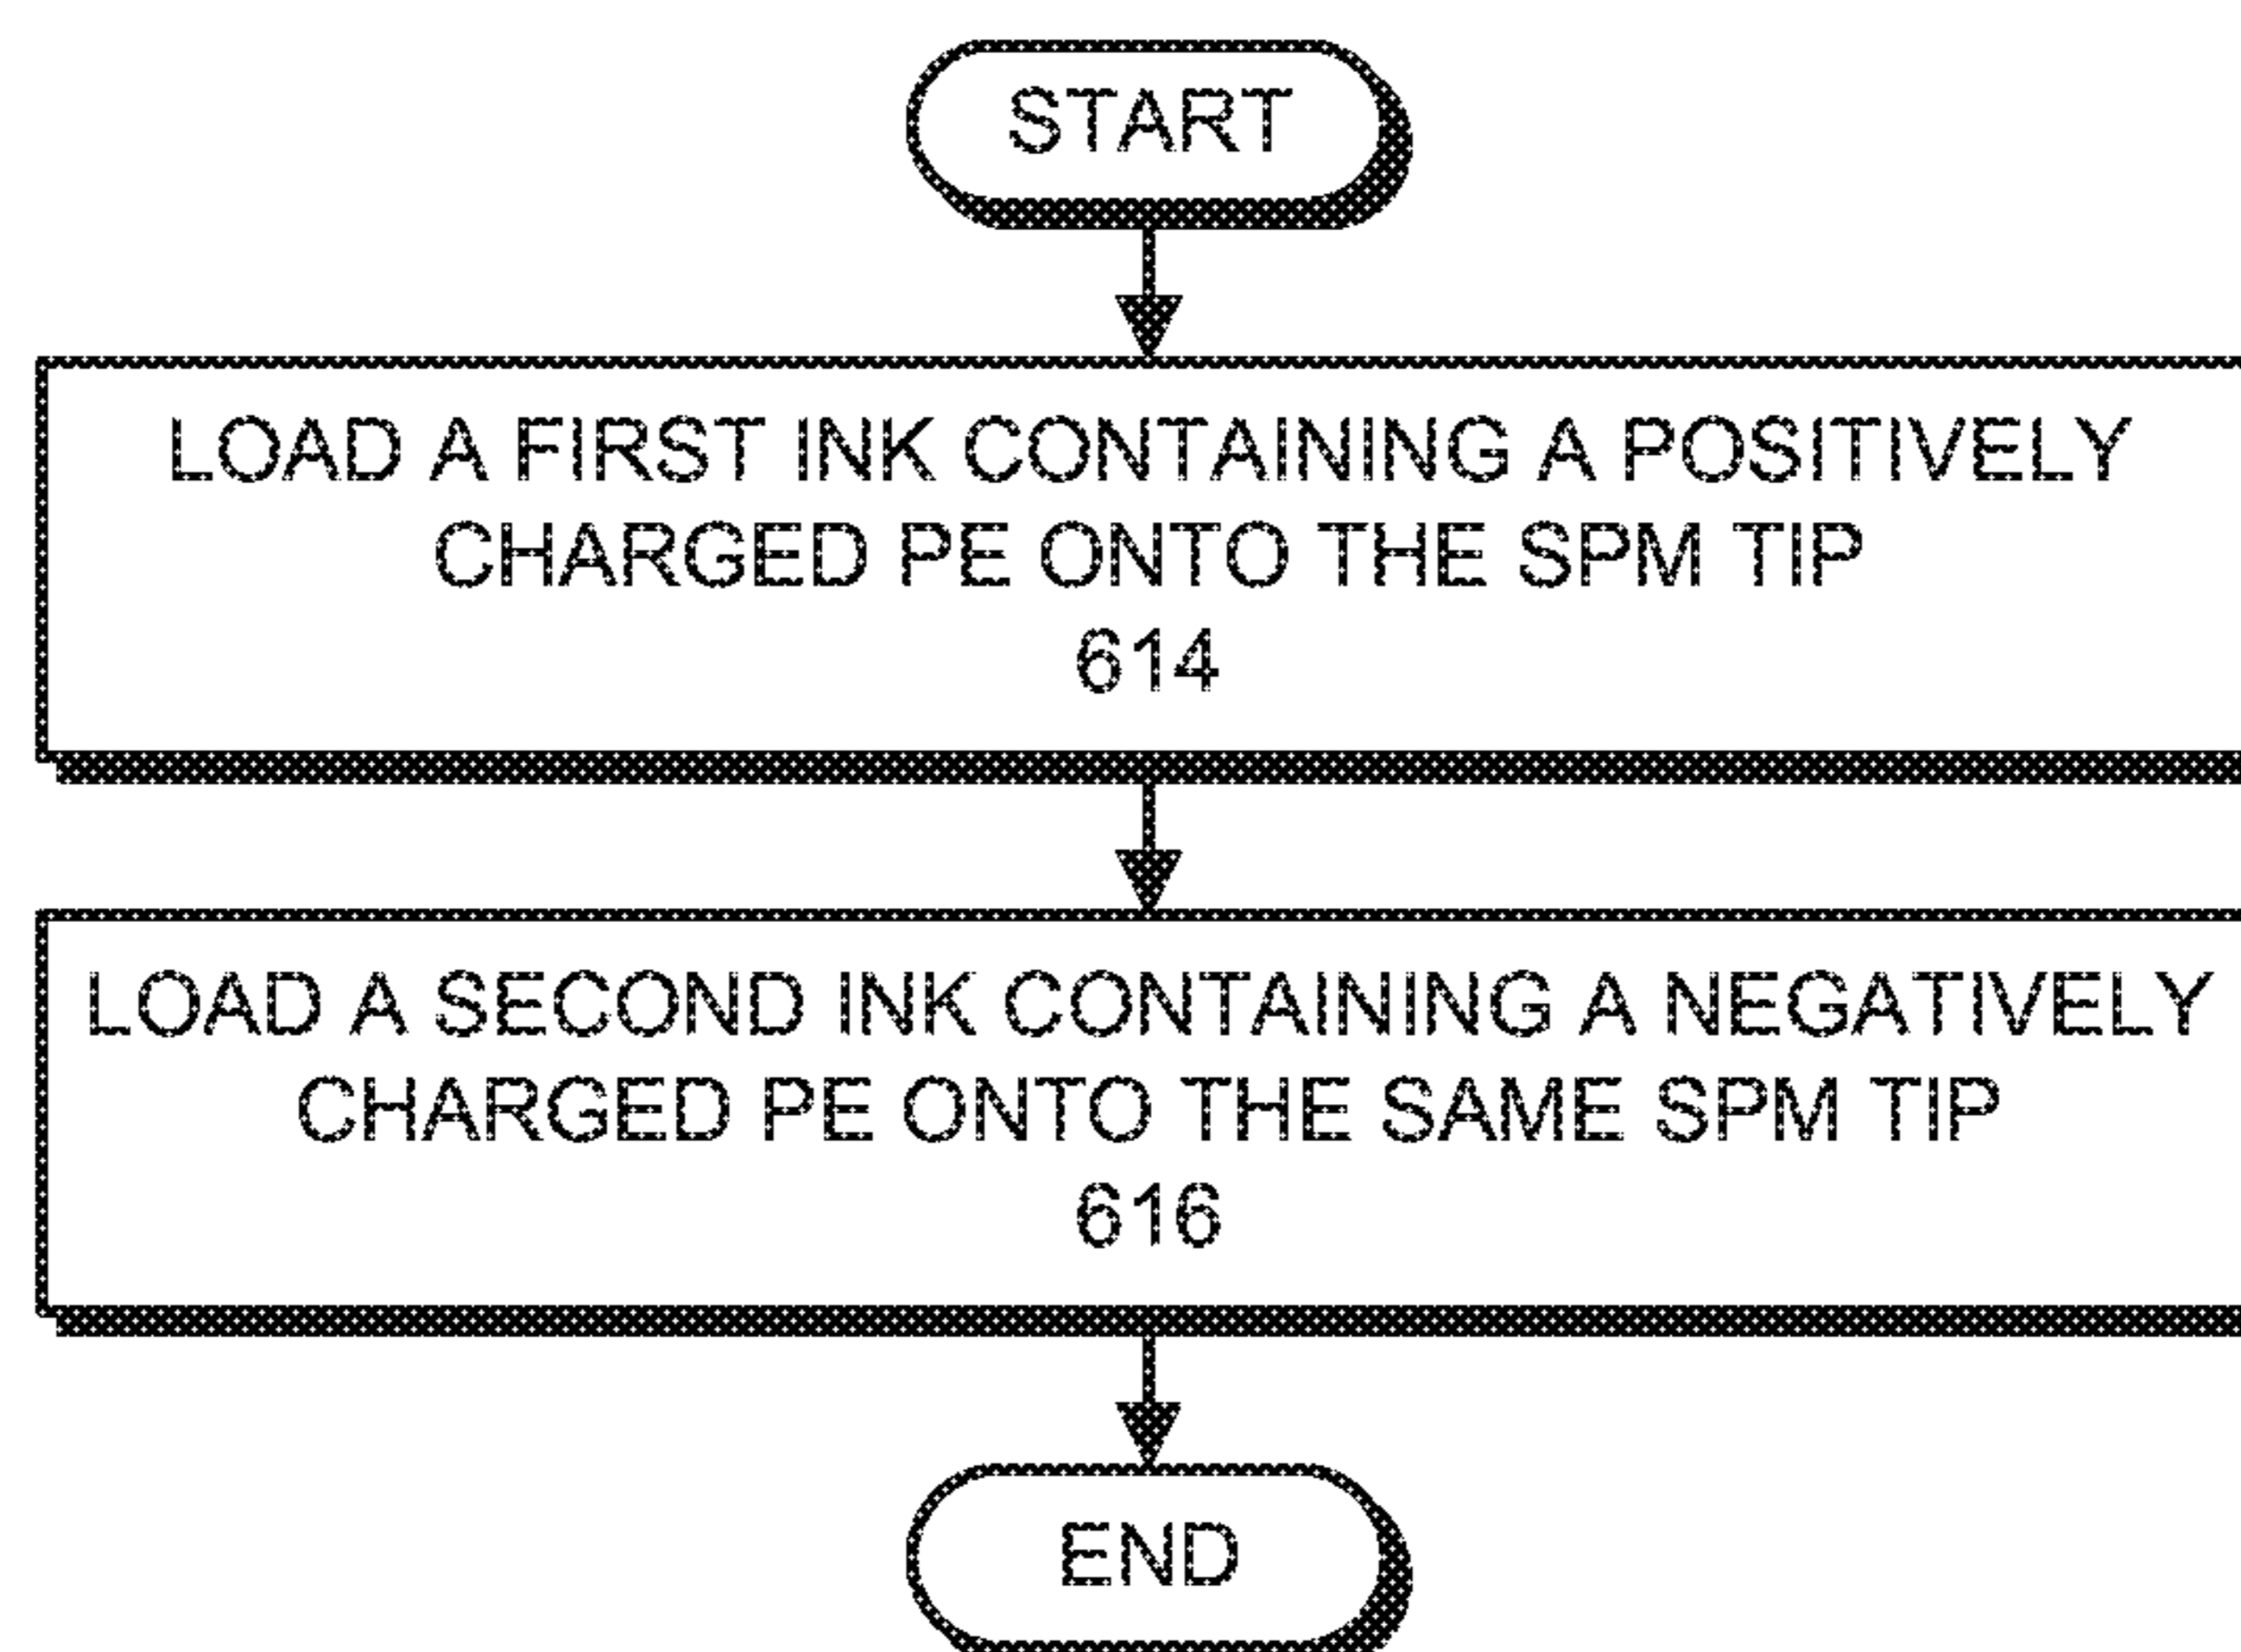 START
LOAD A FIRST INK CONTAINING A POSITIVELY
CHARGED PE ONTO THE SPM TIP
614
LOAD A SECOND INK CONTAINING A NEGATIVELY
CHARGED PE ONTO THE SAME SPM TIP
616
END